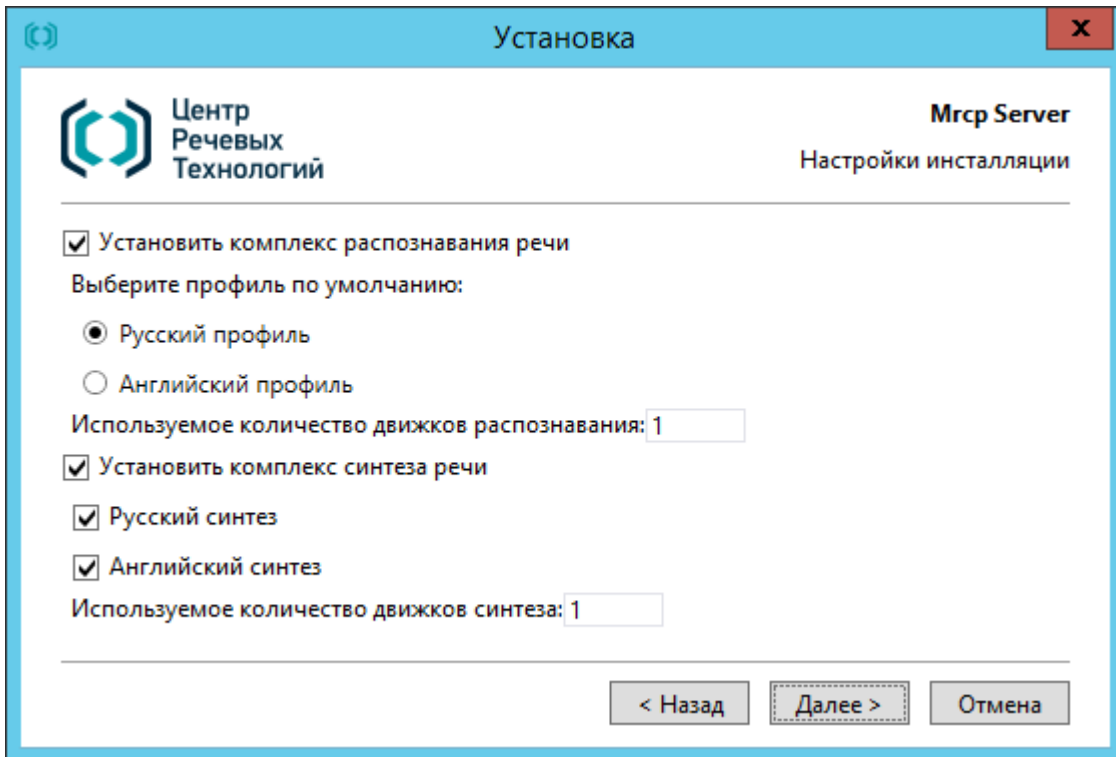 Установка
x
Центр
Речевых
Технологий
Mrcp Server
Настройки инсталляции
Установить комплекс распознавания речи
Выберите профиль по умолчанию:
Русский профиль
Английский профиль
Используемое количество движков распознавания: 1
Установить комплекс синтеза речи
Русский синтез
Английский синтез
Используемое количество движков синтеза: 1
< Назад Далее > Отмена